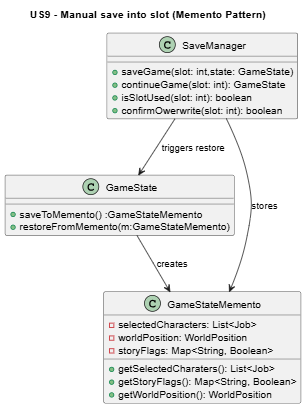 US9 - Manual save into slot (Memento Pattern)
C SaveManager
saveGame(slot: int,state: GameState)
continueGame(slot: int): GameState
isSlotUsed(slot: int): boolean
confirmOwerwrite(slot: int): boolean
triggers restore
C GameState
saveToMemento() :GameStateMemento
restoreFromMemento(m:GameStateMemento)
stores
creates
C GameStateMemento
selectedCharacters: List<Job>
worldPosition: WorldPosition
storyFlags: Map<String, Boolean>
getSelectedCharaters(): List<Job>
getStoryFlags(): Map<String, Boolean>
getWorldPosition(): WorldPosition